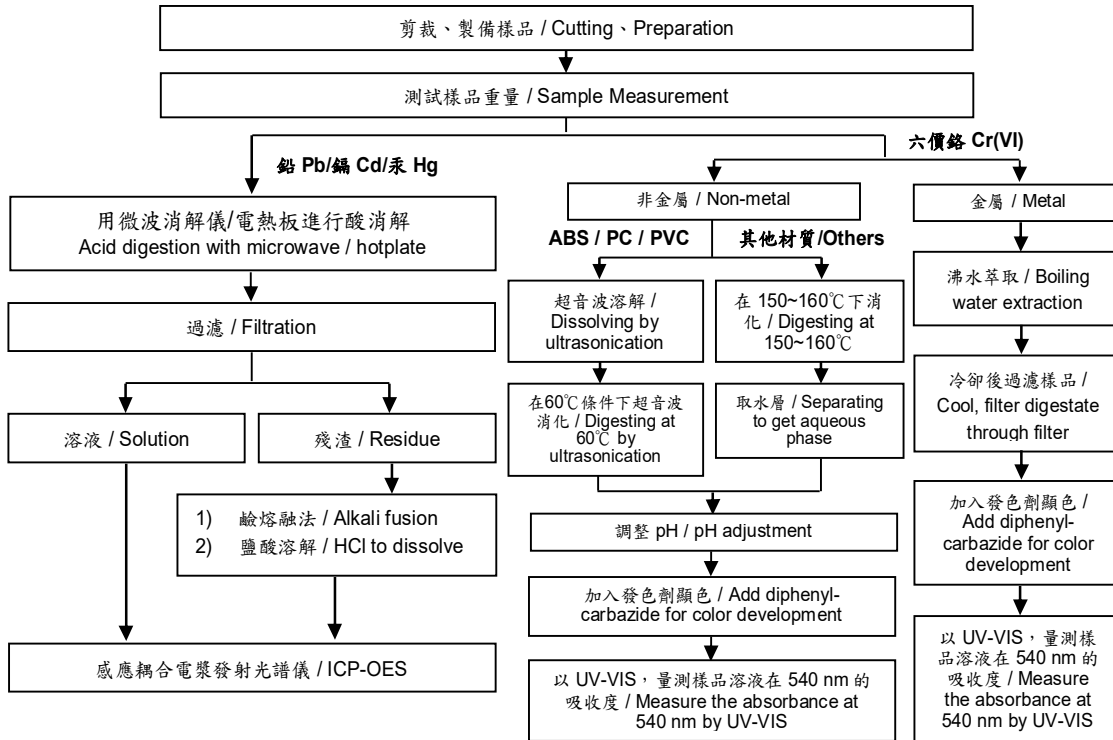 剪裁、製備樣品 / Cutting、Preparation
測試樣品重量 / Sample Measurement
鉛 Pb/鎘 Cd/汞 Hg
用微波消解儀/電熱板進行酸消解
Acid digestion with microwave / hotplate
過濾 / Filtration
溶液 / Solution
殘渣 / Residue
1) 鹼熔融法 / Alkali fusion
2) 鹽酸溶解 / HCl to dissolve
感應耦合電漿發射光譜儀 / ICP-OES
六價鉻 Cr(VI)
非金屬 / Non-metal
ABS / PC / PVC
超音波溶解 /
Dissolving by
ultrasonication
在60℃條件下超音波
消化 / Digesting at
60℃ by
ultrasonication
其他材質/Others
在 150~160℃下消
化 / Digesting at
150~160℃
取水層 / Separating
to get aqueous
phase
調整 pH / pH adjustment
加入發色劑顯色 / Add diphenyl-
carbazide for color development
以 UV-VIS，量測樣品溶液在 540 nm 的
吸收度 / Measure the absorbance at
540 nm by UV-VIS
金屬 / Metal
沸水萃取 / Boiling
water extraction
冷卻後過濾樣品 /
Cool, filter digestate
through filter
加入發色劑顯色 /
Add diphenyl-
carbazide for color
development
以 UV-VIS，量測樣
品溶液在 540 nm 的
吸收度 / Measure
the absorbance at
540 nm by UV-VIS